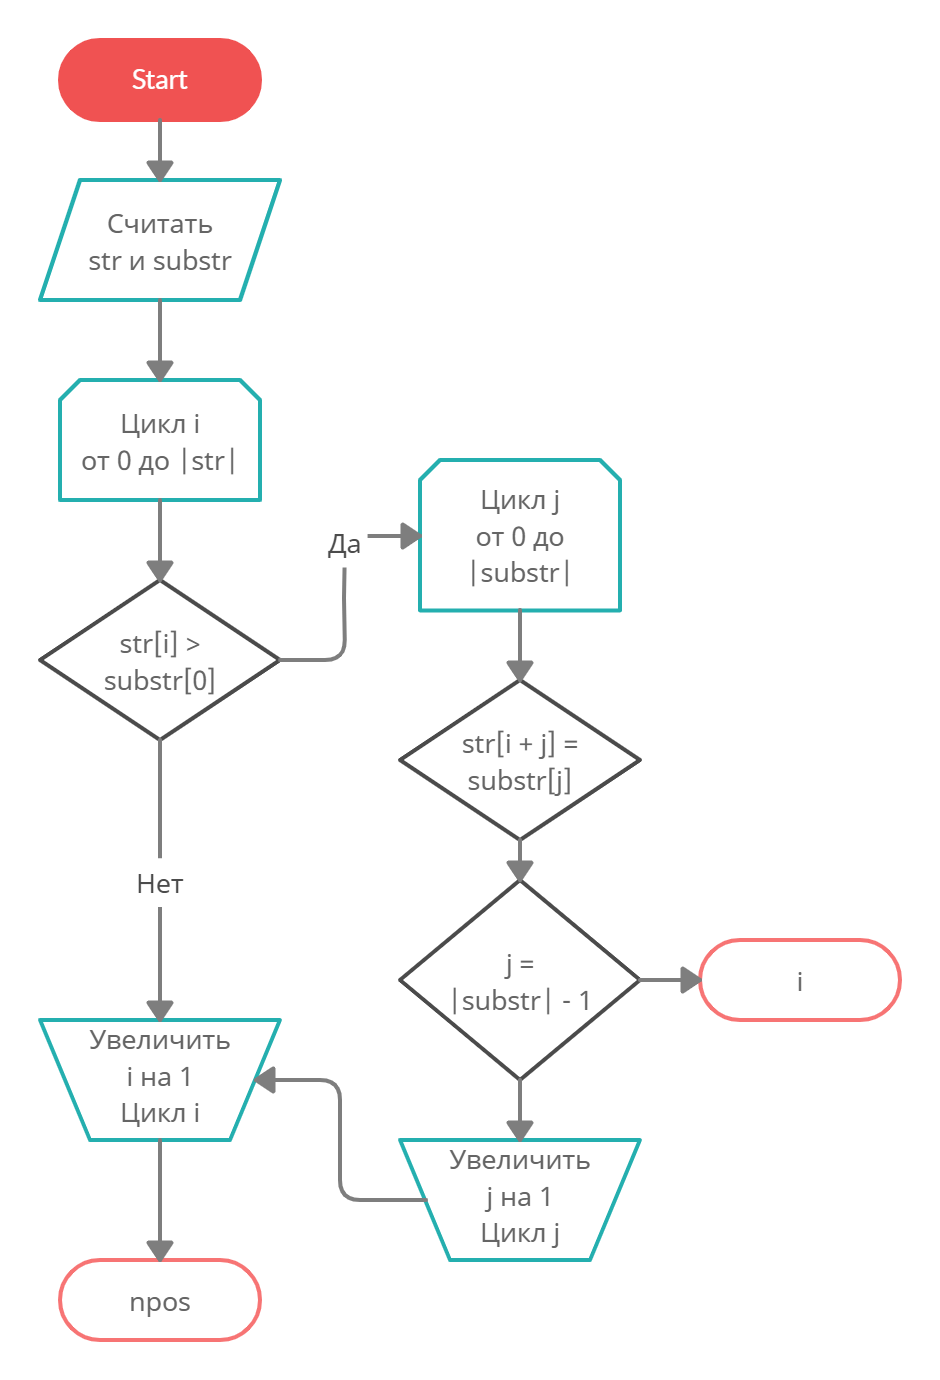 Start
Считать
str и substr
Цикл i
от 0 до |str|
str[i] >
substr[0]
Да
Цикл j
от 0 до
|substr|
str[i + j] =
substr[j]
j =
|substr| - 1
i
Нет
Увеличить
i на 1
Цикл i
Увеличить
j на 1
Цикл j
npos